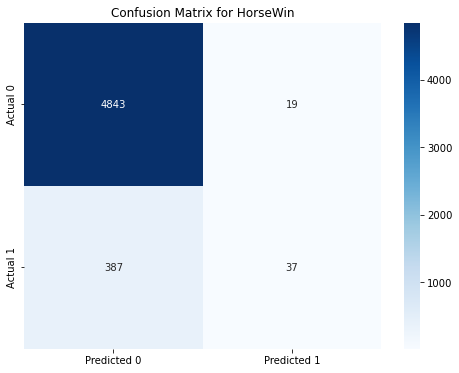 Confusion Matrix for HorseWin
Actual 0
4843
19
Actual 1
387
37
Predicted 0
Predicted 1
4000
3000
2000
1000